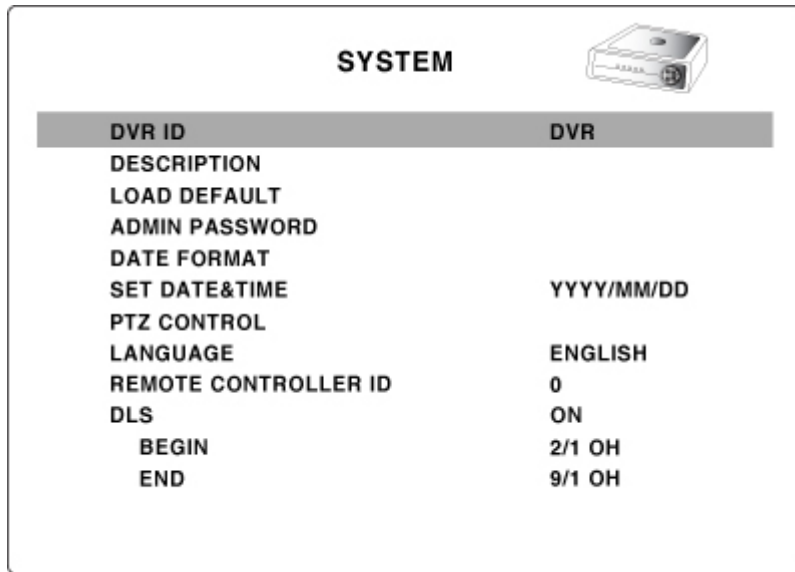 SYSTEM
DVR ID DVR
DESCRIPTION
LOAD DEFAULT
ADMIN PASSWORD
DATE FORMAT
SET DATE&TIME YYYY/MM/DD
PTZ CONTROL
LANGUAGE ENGLISH
REMOTE CONTROLLER ID 0
DLS ON
BEGIN 2/1 OH
END 9/1 OH